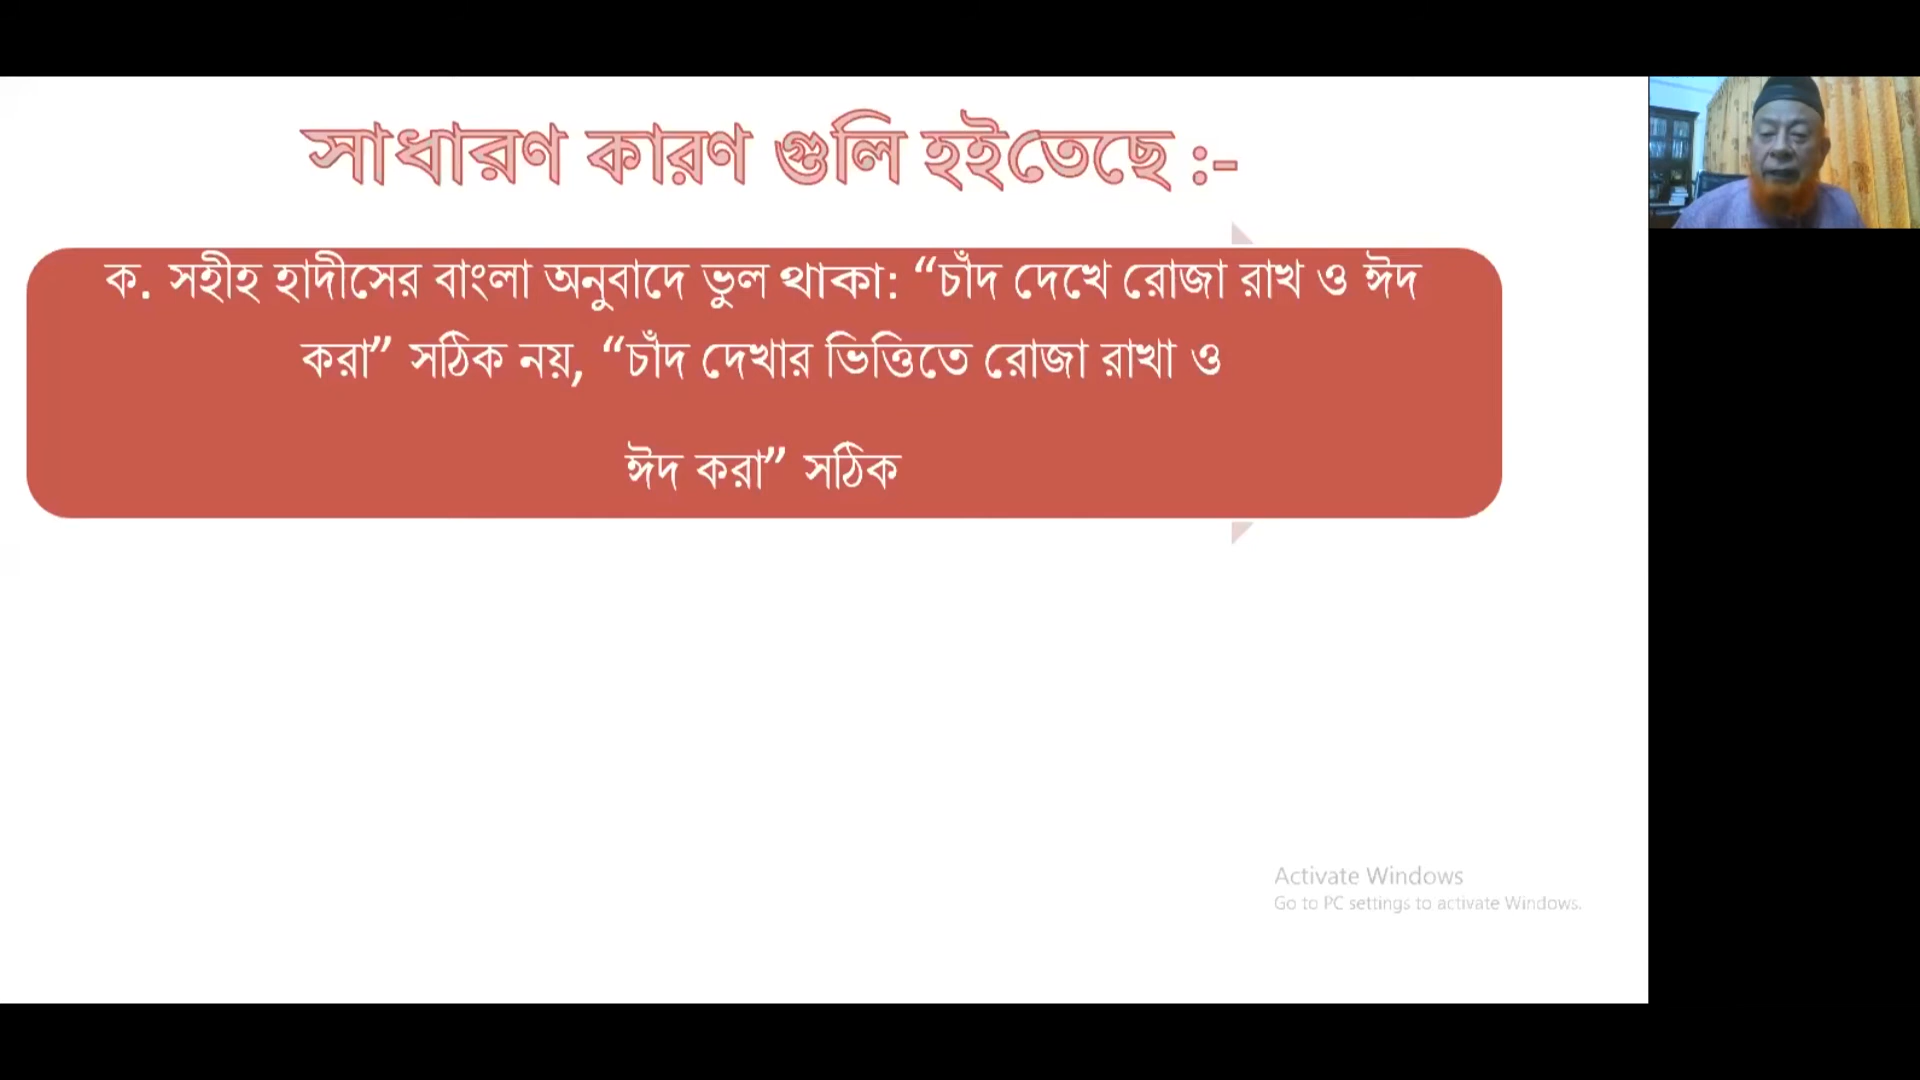 সাধারণ কারণ গুলি হইতেছে :-
ক. সহীহ হাদীসের বাংলা অনুবাদে ভুল থাকা: “চাঁদ দেখে রোজা রাখ ও ঈদ
করা” সঠিক নয়, “চাঁদ দেখার ভিত্তিতে রোজা রাখা ও
ঈদ করা” সঠিক
Activate Windows
Go to PC settings to activate Windows.